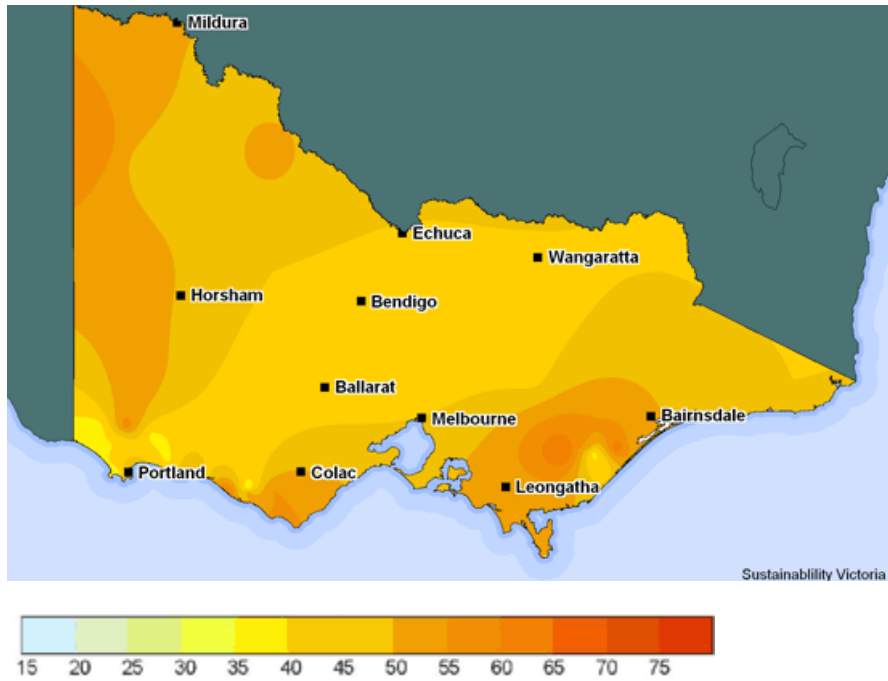 Mildura
Echuca
Wangaratta
Horsham
Bendigo
Ballarat
Melbourne
Bairnsdale
Portland
Colac
Leongatha
Sustainablility Victoria
15 20 25 30 35 40 45 50 55 60 65 70 75